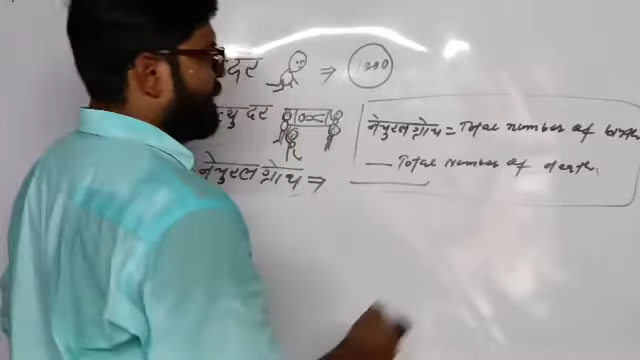 दर ⇒ 1000
दर
नेचुरल ग्रोथ = Total number of birth
— Total Number of death.
नेचुरल ग्रोथ ⇒